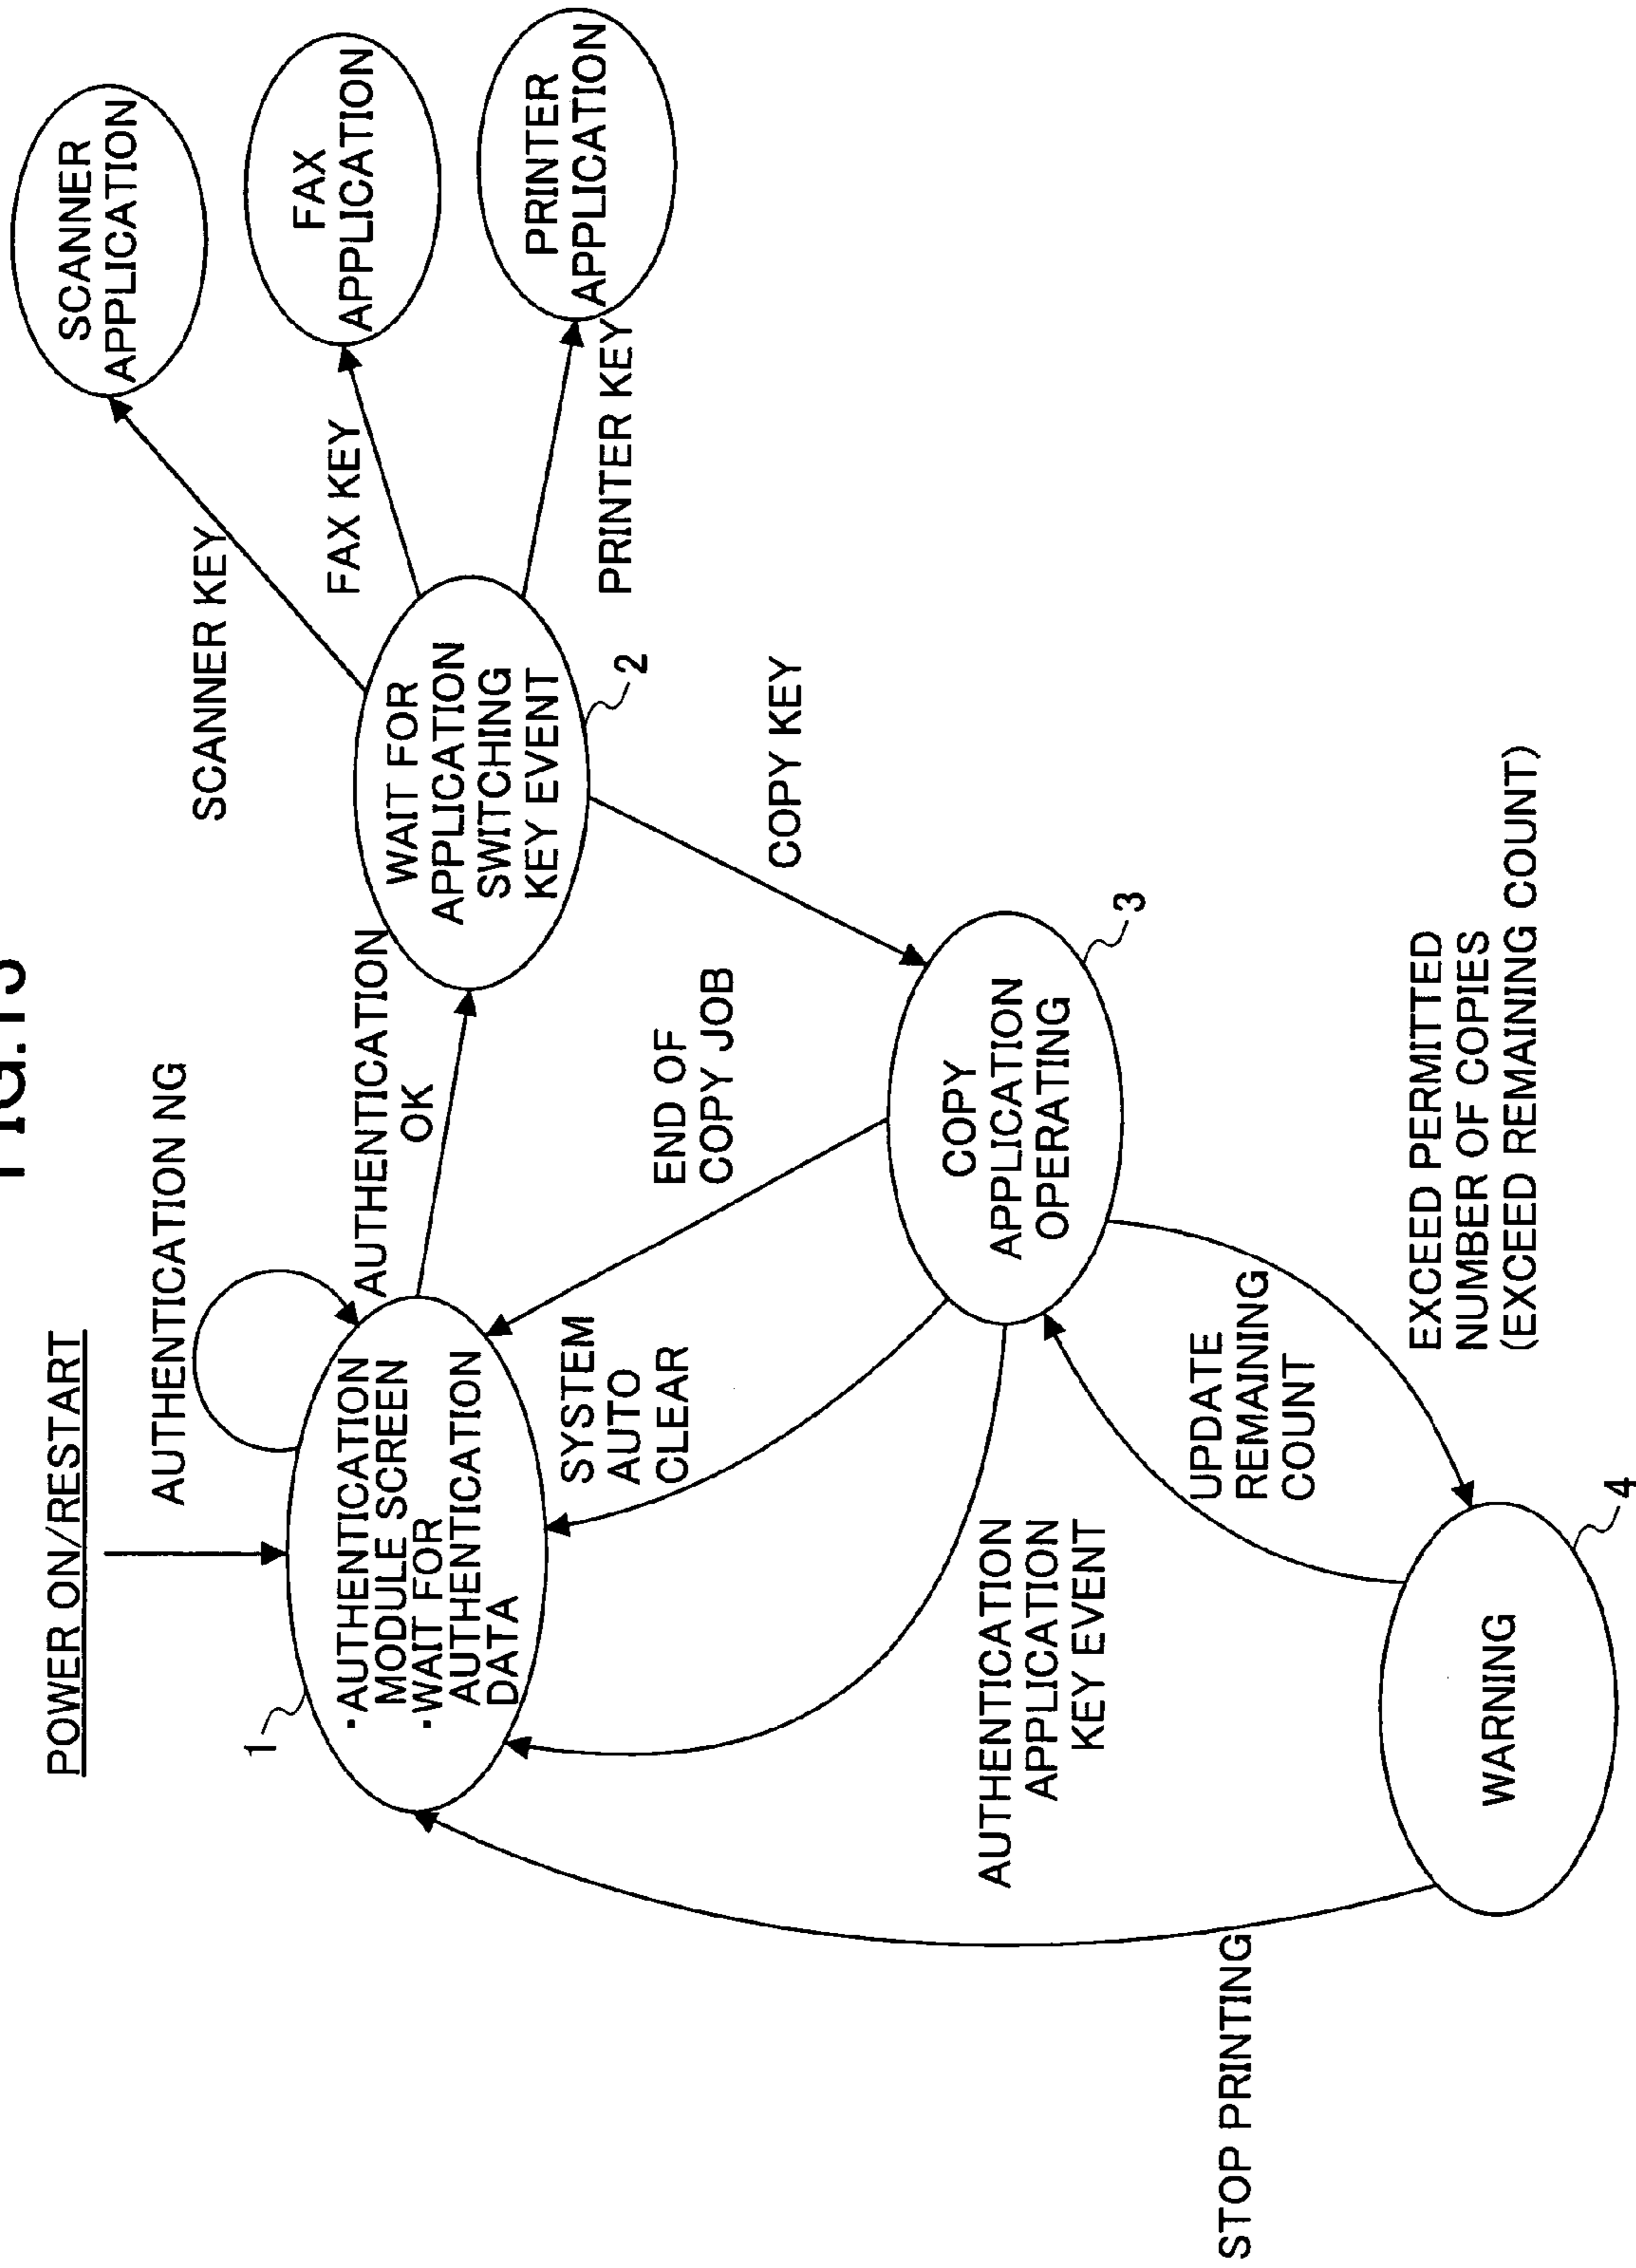 POWER ON/RESTART
AUTHENTICATION NG
1
·AUTHENTICATION
MODULE SCREEN
·WAIT FOR
AUTHENTICATION
DATA
AUTHENTICATION
OK
WAIT FOR
APPLICATION
SWITCHING
KEY EVENT
2
SCANNER KEY
SCANNER
APPLICATION
FAX KEY
FAX
APPLICATION
PRINTER KEY
PRINTER
APPLICATION
COPY KEY
END OF
COPY JOB
SYSTEM
AUTO
CLEAR
COPY
APPLICATION
OPERATING
3
AUTHENTICATION
APPLICATION
KEY EVENT
UPDATE
REMAINING
COUNT
EXCEED PERMITTED
NUMBER OF COPIES
(EXCEED REMAINING COUNT)
STOP PRINTING
WARNING
4